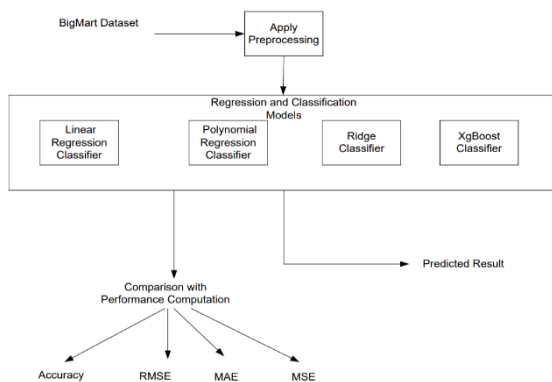 BigMart Dataset
Apply
Preprocessing
Regression and Classification
Models
Linear
Regression
Classifier
Polynomial
Regression
Classifier
Ridge
Classifier
XgBoost
Classifier
Predicted Result
Comparison with
Performance Computation
Accuracy
RMSE
MAE
MSE